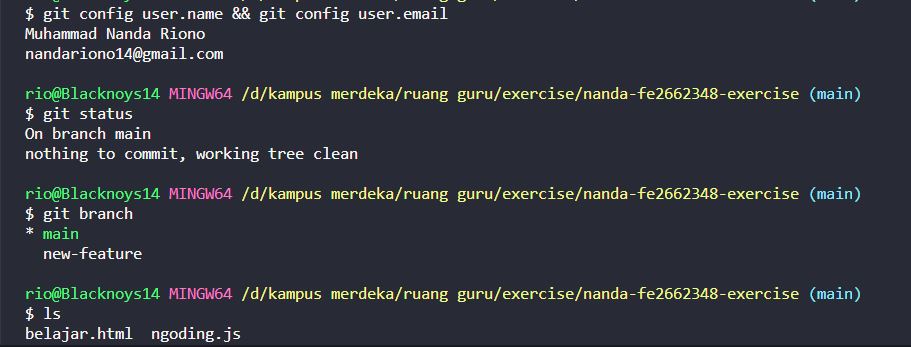 $ git config user.name && git config user.email
Muhammad Nanda Riono
nandariono14@gmail.com
rio@Blacknoys14 MINGW64 /d/kampus merdeka/ruang guru/exercise/nanda-fe2662348-exercise (main)
$ git status
On branch main
nothing to commit, working tree clean
rio@Blacknoys14 MINGW64 /d/kampus merdeka/ruang guru/exercise/nanda-fe2662348-exercise (main)
$ git branch
* main
  new-feature
rio@Blacknoys14 MINGW64 /d/kampus merdeka/ruang guru/exercise/nanda-fe2662348-exercise (main)
$ ls
belajar.html  ngoding.js